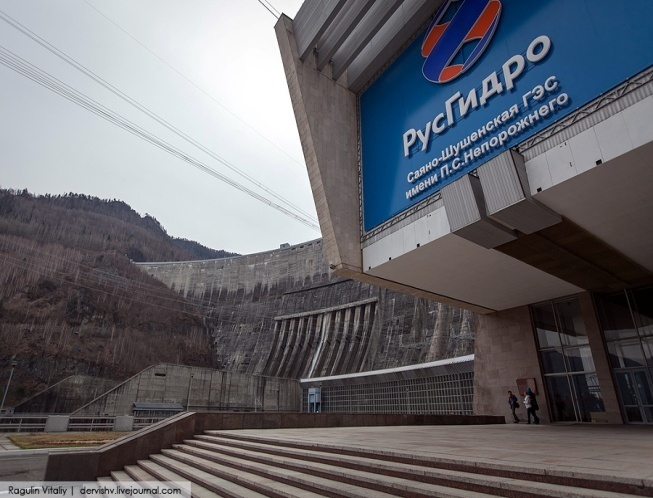 РусГидро
Саяно-Шушенская ГЭС
имени П.С.Непорожнего
Ragulin Vitaliy | dervishv.livejournal.com